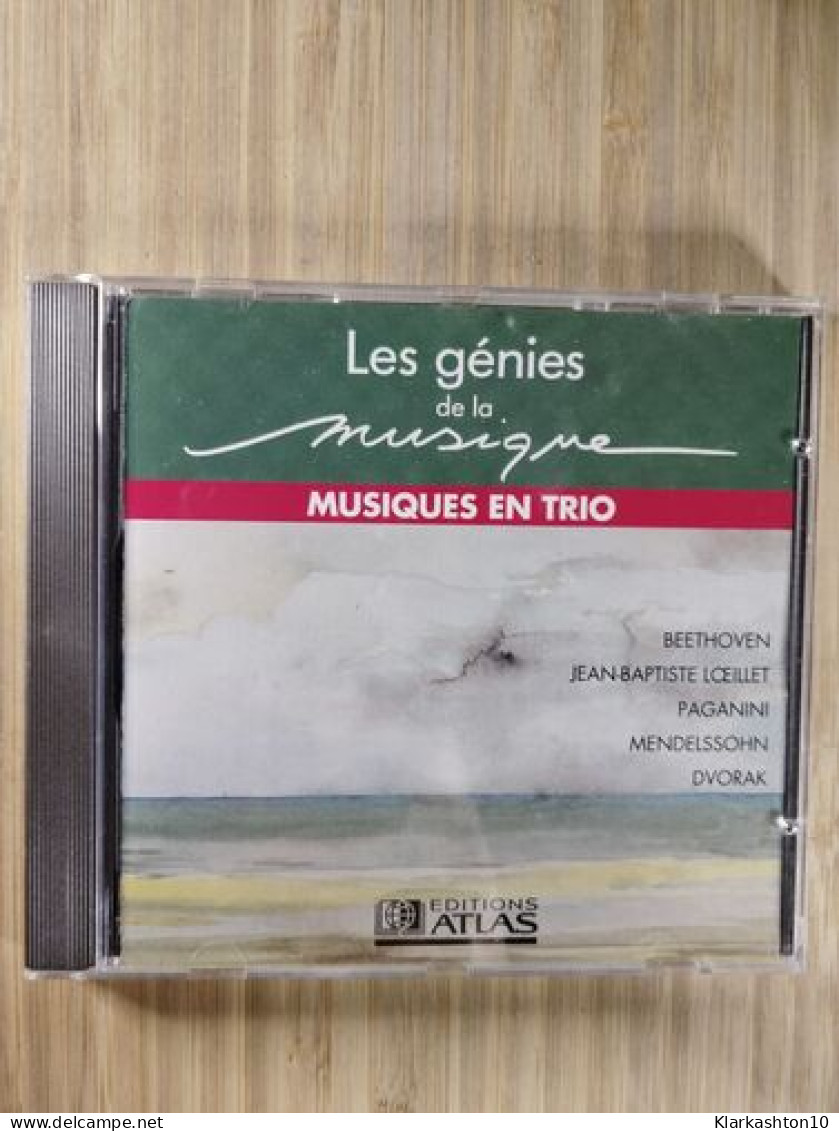 Les génies
de la
musique
MUSIQUES EN TRIO
BEETHOVEN
JEAN-BAPTISTE LŒILLET
PAGANINI
MENDELSSOHN
DVORAK
EDITIONS
ATLAS
www.delcampe.net
Klarkashton10